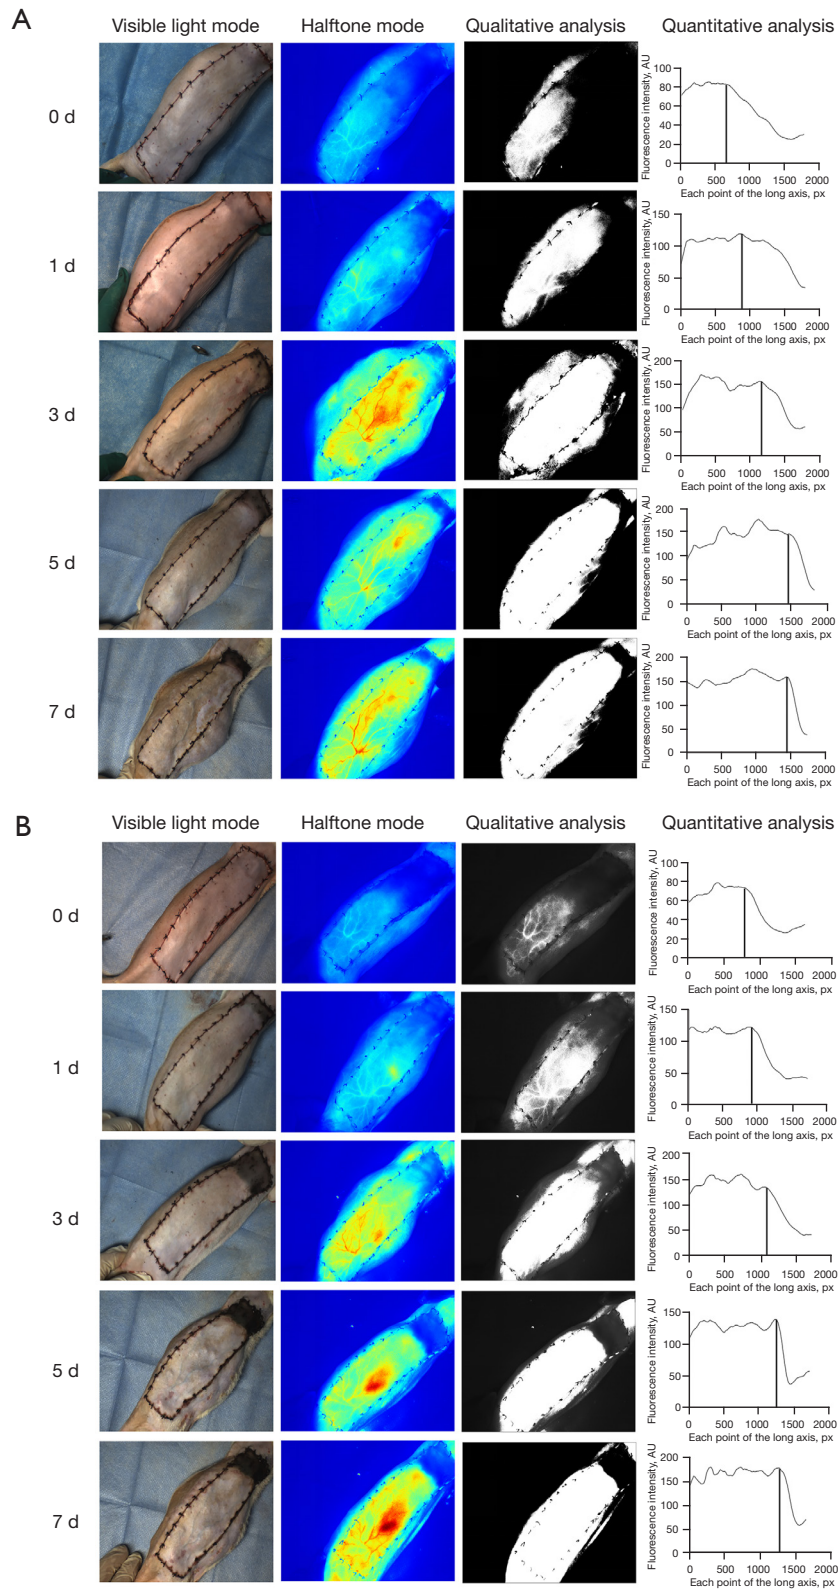 A
Visible light mode Halftone mode Qualitative analysis Quantitative analysis
0 d
Fluorescence intensity, AU
100
80
60
40
20
0
0 500 1000 1500 2000
Each point of the long axis, px
1 d
Fluorescence intensity, AU
150
100
50
0
0 500 1000 1500 2000
Each point of the long axis, px
3 d
Fluorescence intensity, AU
200
150
100
50
0
0 500 1000 1500 2000
Each point of the long axis, px
5 d
Fluorescence intensity, AU
200
150
100
50
0
0 500 1000 1500 2000
Each point of the long axis, px
7 d
Fluorescence intensity, AU
200
150
100
50
0
0 500 1000 1500 2000
Each point of the long axis, px
B
Visible light mode Halftone mode Qualitative analysis Quantitative analysis
0 d
Fluorescence intensity, AU
100
80
60
40
20
0
0 500 1000 1500 2000
Each point of the long axis, px
1 d
Fluorescence intensity, AU
150
100
50
0
0 500 1000 1500 2000
Each point of the long axis, px
3 d
Fluorescence intensity, AU
200
150
100
50
0
0 500 1000 1500 2000
Each point of the long axis, px
5 d
Fluorescence intensity, AU
150
100
50
0
0 500 1000 1500 2000
Each point of the long axis, px
7 d
Fluorescence intensity, AU
200
150
100
50
0
0 500 1000 1500 2000
Each point of the long axis, px